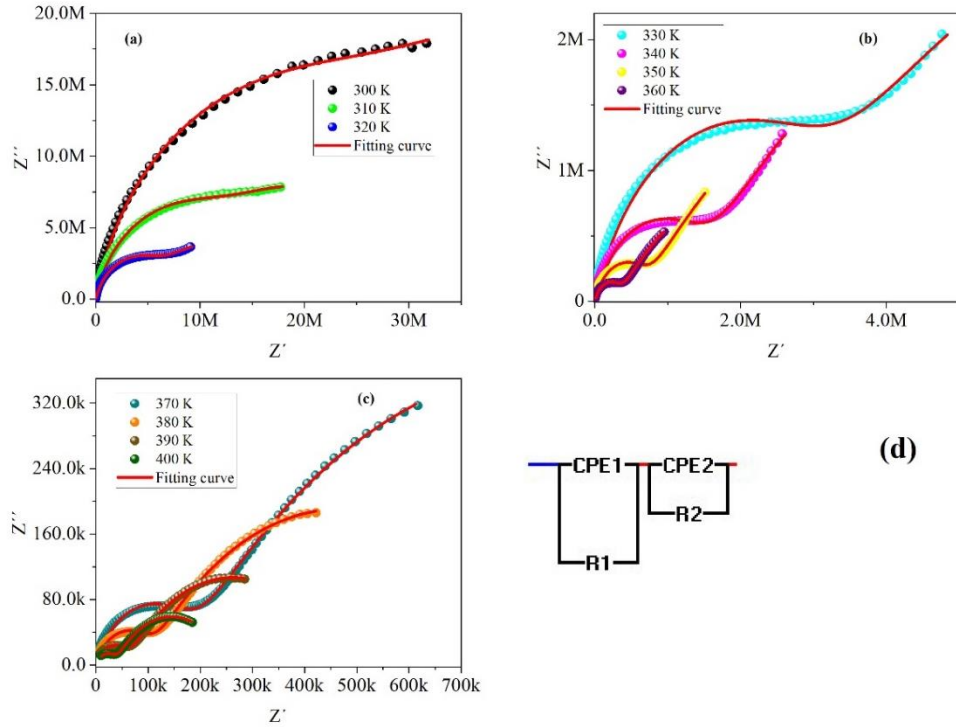 (a)
20.0M
15.0M
10.0M
5.0M
0.0
Z´´
300 K
310 K
320 K
Fitting curve
0
10M
20M
30M
Z´
(b)
2M
1M
0
Z´´
330 K
340 K
350 K
360 K
Fitting curve
0.0
2.0M
4.0M
Z´
(c)
320.0k
240.0k
160.0k
80.0k
0.0
Z´´
370 K
380 K
390 K
400 K
Fitting curve
0
100k
200k
300k
400k
500k
600k
700k
Z´
(d)
CPE1
CPE2
R2
R1